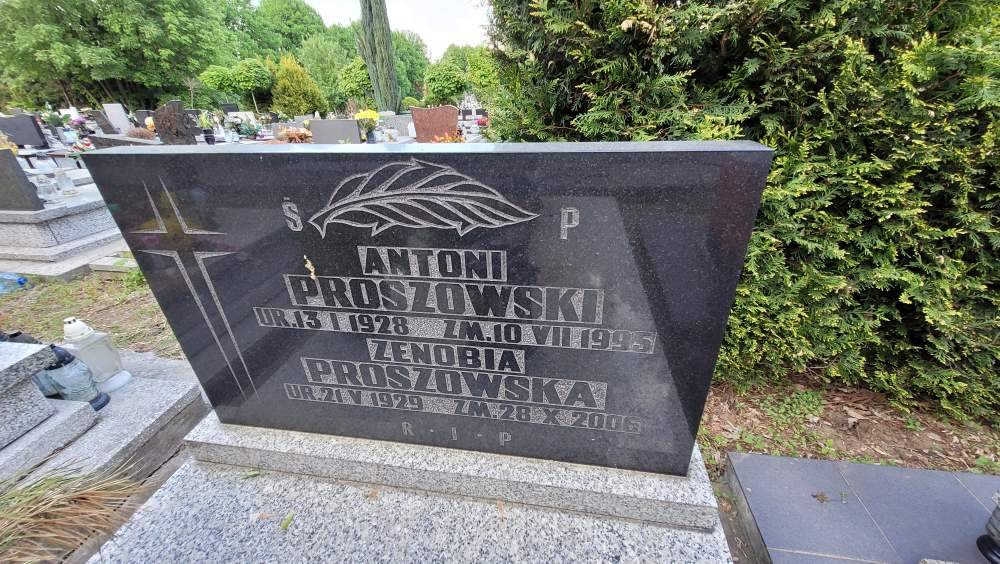 Ś P
ANTONI
PROSZOWSKI
UR.13 I 1928 ZM.10 VII 1995
ZENOBIA
PROSZOWSKA
UR.21 V 1929 ZM.28 X 2006
R · I · P